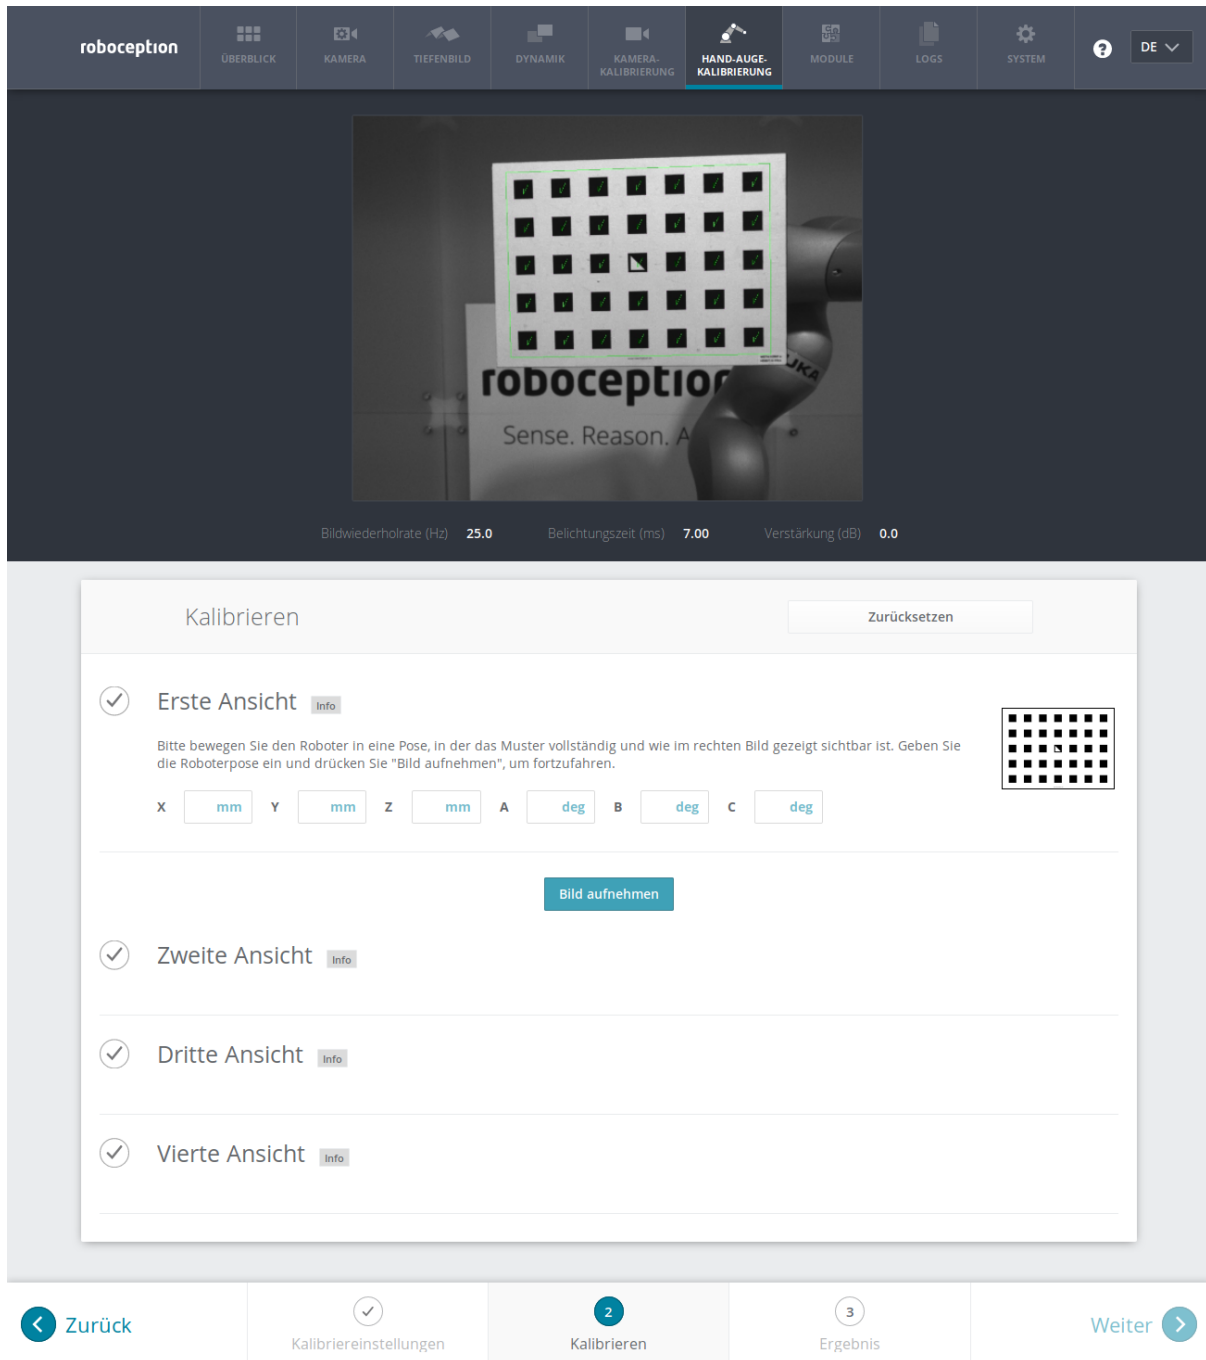 roboception
ÜBERBLICK
KAMERA
TIEFENBILD
DYNAMIK
KAMERA-
KALIBRIERUNG
HAND-AUGE-
KALIBRIERUNG
MODULE
LOGS
SYSTEM
?
DE
KUKA
roboception
Sense. Reason. A
Bildwiederholrate (Hz) 25.0 Belichtungszeit (ms) 7.00 Verstärkung (dB) 0.0
Kalibrieren
Zurücksetzen
Erste Ansicht Info
Bitte bewegen Sie den Roboter in eine Pose, in der das Muster vollständig und wie im rechten Bild gezeigt sichtbar ist. Geben Sie
die Roboterpose ein und drücken Sie "Bild aufnehmen", um fortzufahren.
X mm Y mm Z mm A deg B deg C deg
Bild aufnehmen
Zweite Ansicht Info
Dritte Ansicht Info
Vierte Ansicht Info
Zurück
Kalibriereinstellungen
2
Kalibrieren
3
Ergebnis
Weiter